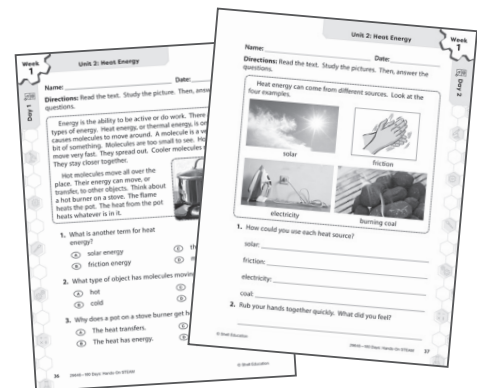 Week
1
Unit 2: Heat Energy
Name:
Date:
Directions: Read the text. Study the picture. Then, answ
questions.
Day 1
Energy is the ability to be active or do work. There
types of energy. Heat energy, or thermal energy, is on
causes molecules to move around. A molecule is a ve
bit of something. Molecules are too small to see. Ho
move very fast. They spread out. Cooler molecules
They stay closer together.
Hot molecules move all over the
place. Their energy can move, or
transfer, to other objects. Think about
a hot burner on a stove. The flame
heats the pot. The heat from the pot
heats whatever is in it.
1. What is another term for heat
energy?
A solar energy
B friction energy
C th
D
2. What type of object has molecules movin
A hot
B cold
C
D
3. Why does a pot on a stove burner get h
A The heat transfers.
B The heat has energy.
C
D
36
© Shell Education
Week
1
Unit 2: Heat Energy
Name:
Date:
Directions: Read the text. Study the pictures. Then, answer the
questions.
Day 2
Heat energy can come from different sources. Look at the
four examples.
solar
friction
electricity
burning coal
1. How could you use each heat source?
solar:
friction:
electricity:
coal:
2. Rub your hands together quickly. What did you feel?
© Shell Education
37